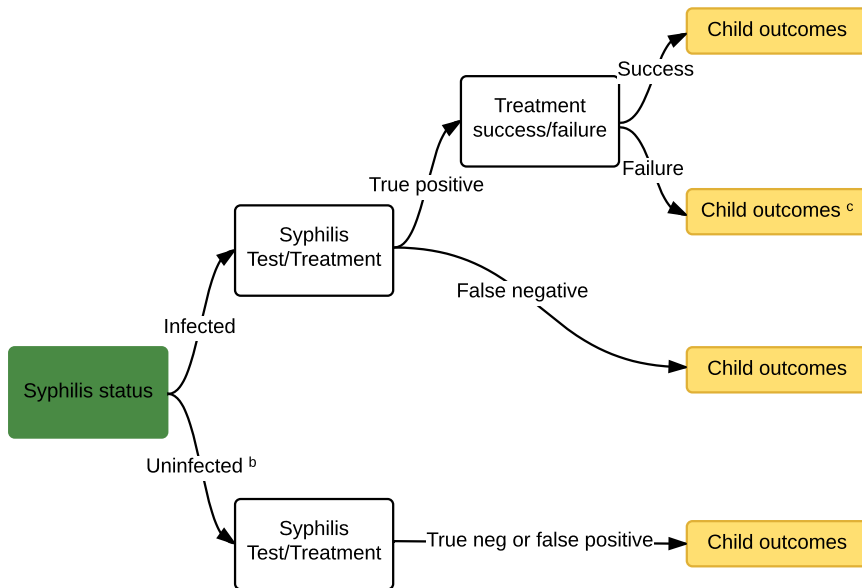 Child outcomes
Success
Treatment
success/failure
Failure
True positive
Child outcomes c
Syphilis
Test/Treatment
False negative
Infected
Child outcomes
Syphilis status
Uninfected b
Syphilis
Test/Treatment
True neg or false positive
Child outcomes